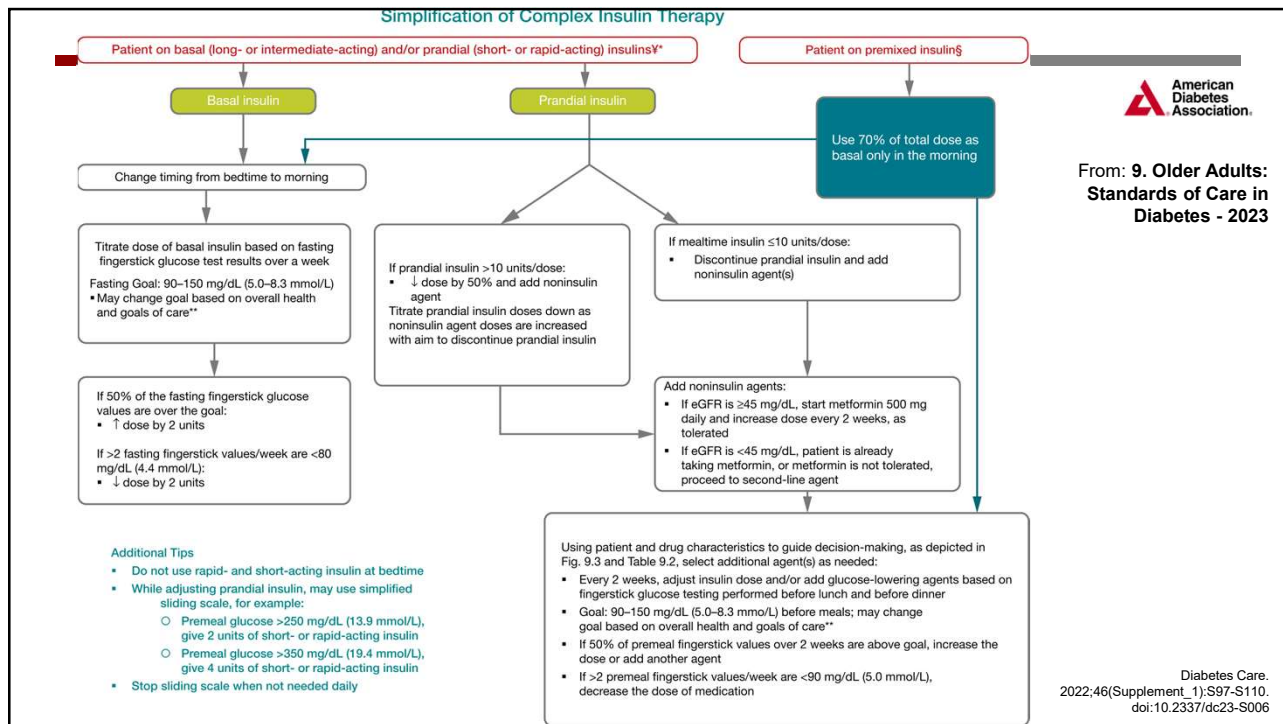 Simplification of Complex Insulin Therapy
Patient on basal (long- or intermediate-acting) and/or prandial (short- or rapid-acting) insulins¥*
Patient on premixed insulin§
American
Diabetes
Association®
Basal insulin
Prandial insulin
Use 70% of total dose as
basal only in the morning
From: 9. Older Adults:
Standards of Care in
Diabetes - 2023
Change timing from bedtime to morning
Titrate dose of basal insulin based on fasting
fingerstick glucose test results over a week
Fasting Goal: 90–150 mg/dL (5.0–8.3 mmol/L)
▪ May change goal based on overall health
and goals of care**
If prandial insulin >10 units/dose:
▪ ↓ dose by 50% and add noninsulin
agent
Titrate prandial insulin doses down as
noninsulin agent doses are increased
with aim to discontinue prandial insulin
If mealtime insulin ≤10 units/dose:
▪ Discontinue prandial insulin and add
noninsulin agent(s)
If 50% of the fasting fingerstick glucose
values are over the goal:
▪ ↑ dose by 2 units
If >2 fasting fingerstick values/week are <80
mg/dL (4.4 mmol/L):
▪ ↓ dose by 2 units
Add noninsulin agents:
▪ If eGFR is ≥45 mg/dL, start metformin 500 mg
daily and increase dose every 2 weeks, as
tolerated
▪ If eGFR is <45 mg/dL, patient is already
taking metformin, or metformin is not tolerated,
proceed to second-line agent
Additional Tips
▪ Do not use rapid- and short-acting insulin at bedtime
▪ While adjusting prandial insulin, may use simplified
sliding scale, for example:
○ Premeal glucose >250 mg/dL (13.9 mmol/L),
give 2 units of short- or rapid-acting insulin
○ Premeal glucose >350 mg/dL (19.4 mmol/L),
give 4 units of short- or rapid-acting insulin
▪ Stop sliding scale when not needed daily
Using patient and drug characteristics to guide decision-making, as depicted in
Fig. 9.3 and Table 9.2, select additional agent(s) as needed:
▪ Every 2 weeks, adjust insulin dose and/or add glucose-lowering agents based on
fingerstick glucose testing performed before lunch and before dinner
▪ Goal: 90–150 mg/dL (5.0–8.3 mmo/L) before meals; may change
goal based on overall health and goals of care**
▪ If 50% of premeal fingerstick values over 2 weeks are above goal, increase the
dose or add another agent
▪ If >2 premeal fingerstick values/week are <90 mg/dL (5.0 mmol/L),
decrease the dose of medication
Diabetes Care.
2022;46(Supplement_1):S97-S110.
doi:10.2337/dc23-S006